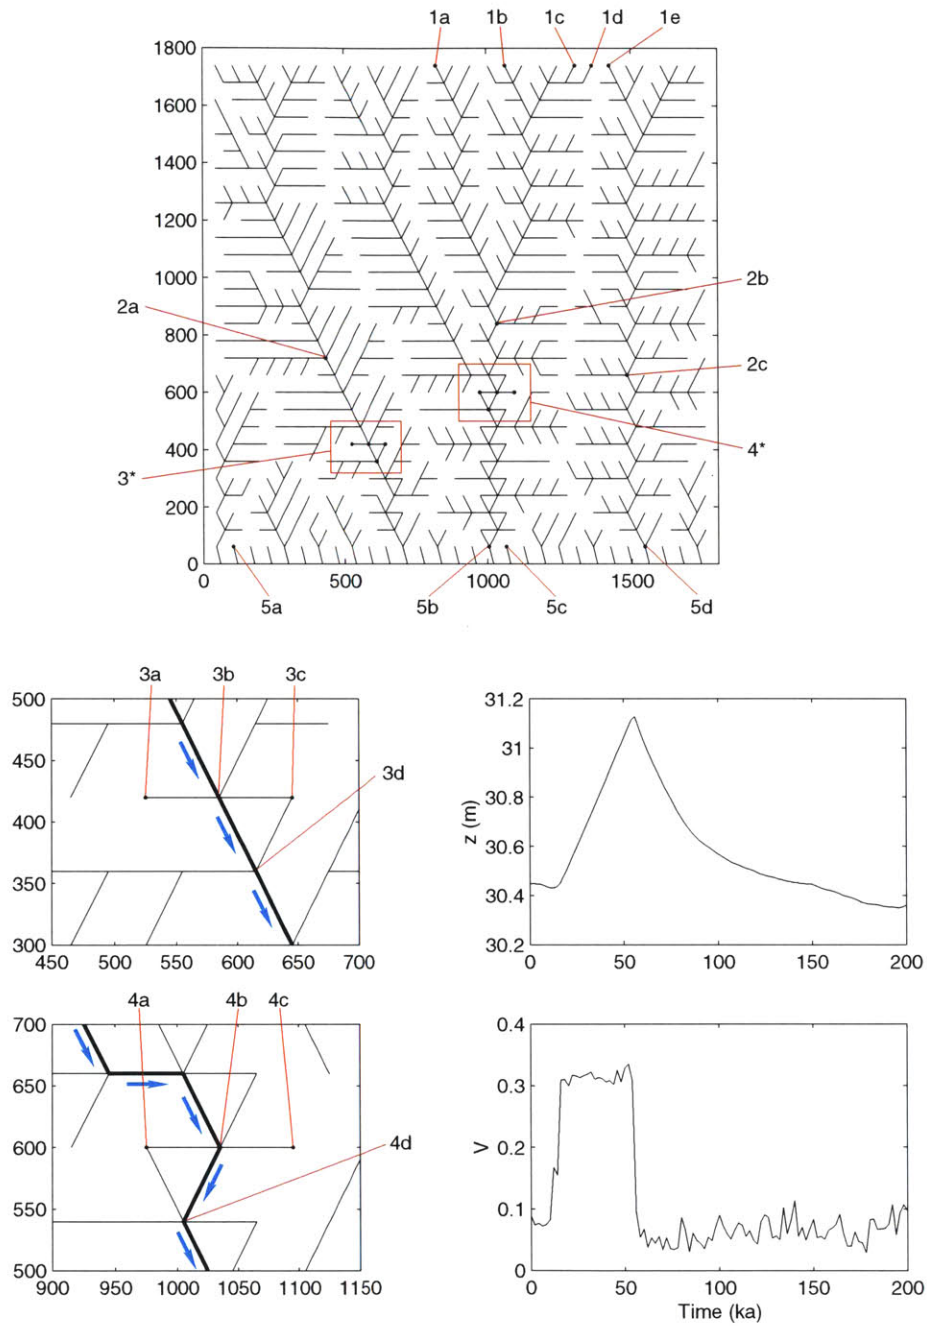 1a 1b 1c 1d 1e
1800
1600
1400
1200
1000
800
600
400
200
0
0 500 1000 1500
2a
2b
2c
3*
4*
5a 5b 5c 5d
3a 3b 3c
3d
500
450
400
350
300
450 500 550 600 650 700
31.2
31
30.8
30.6
30.4
30.2
z (m)
0 50 100 150 200
4a 4b 4c
4d
700
650
600
540
500
900 950 1000 1050 1100 1150
0.4
0.3
0.2
0.1
0
V
0 50 100 150 200
Time (ka)